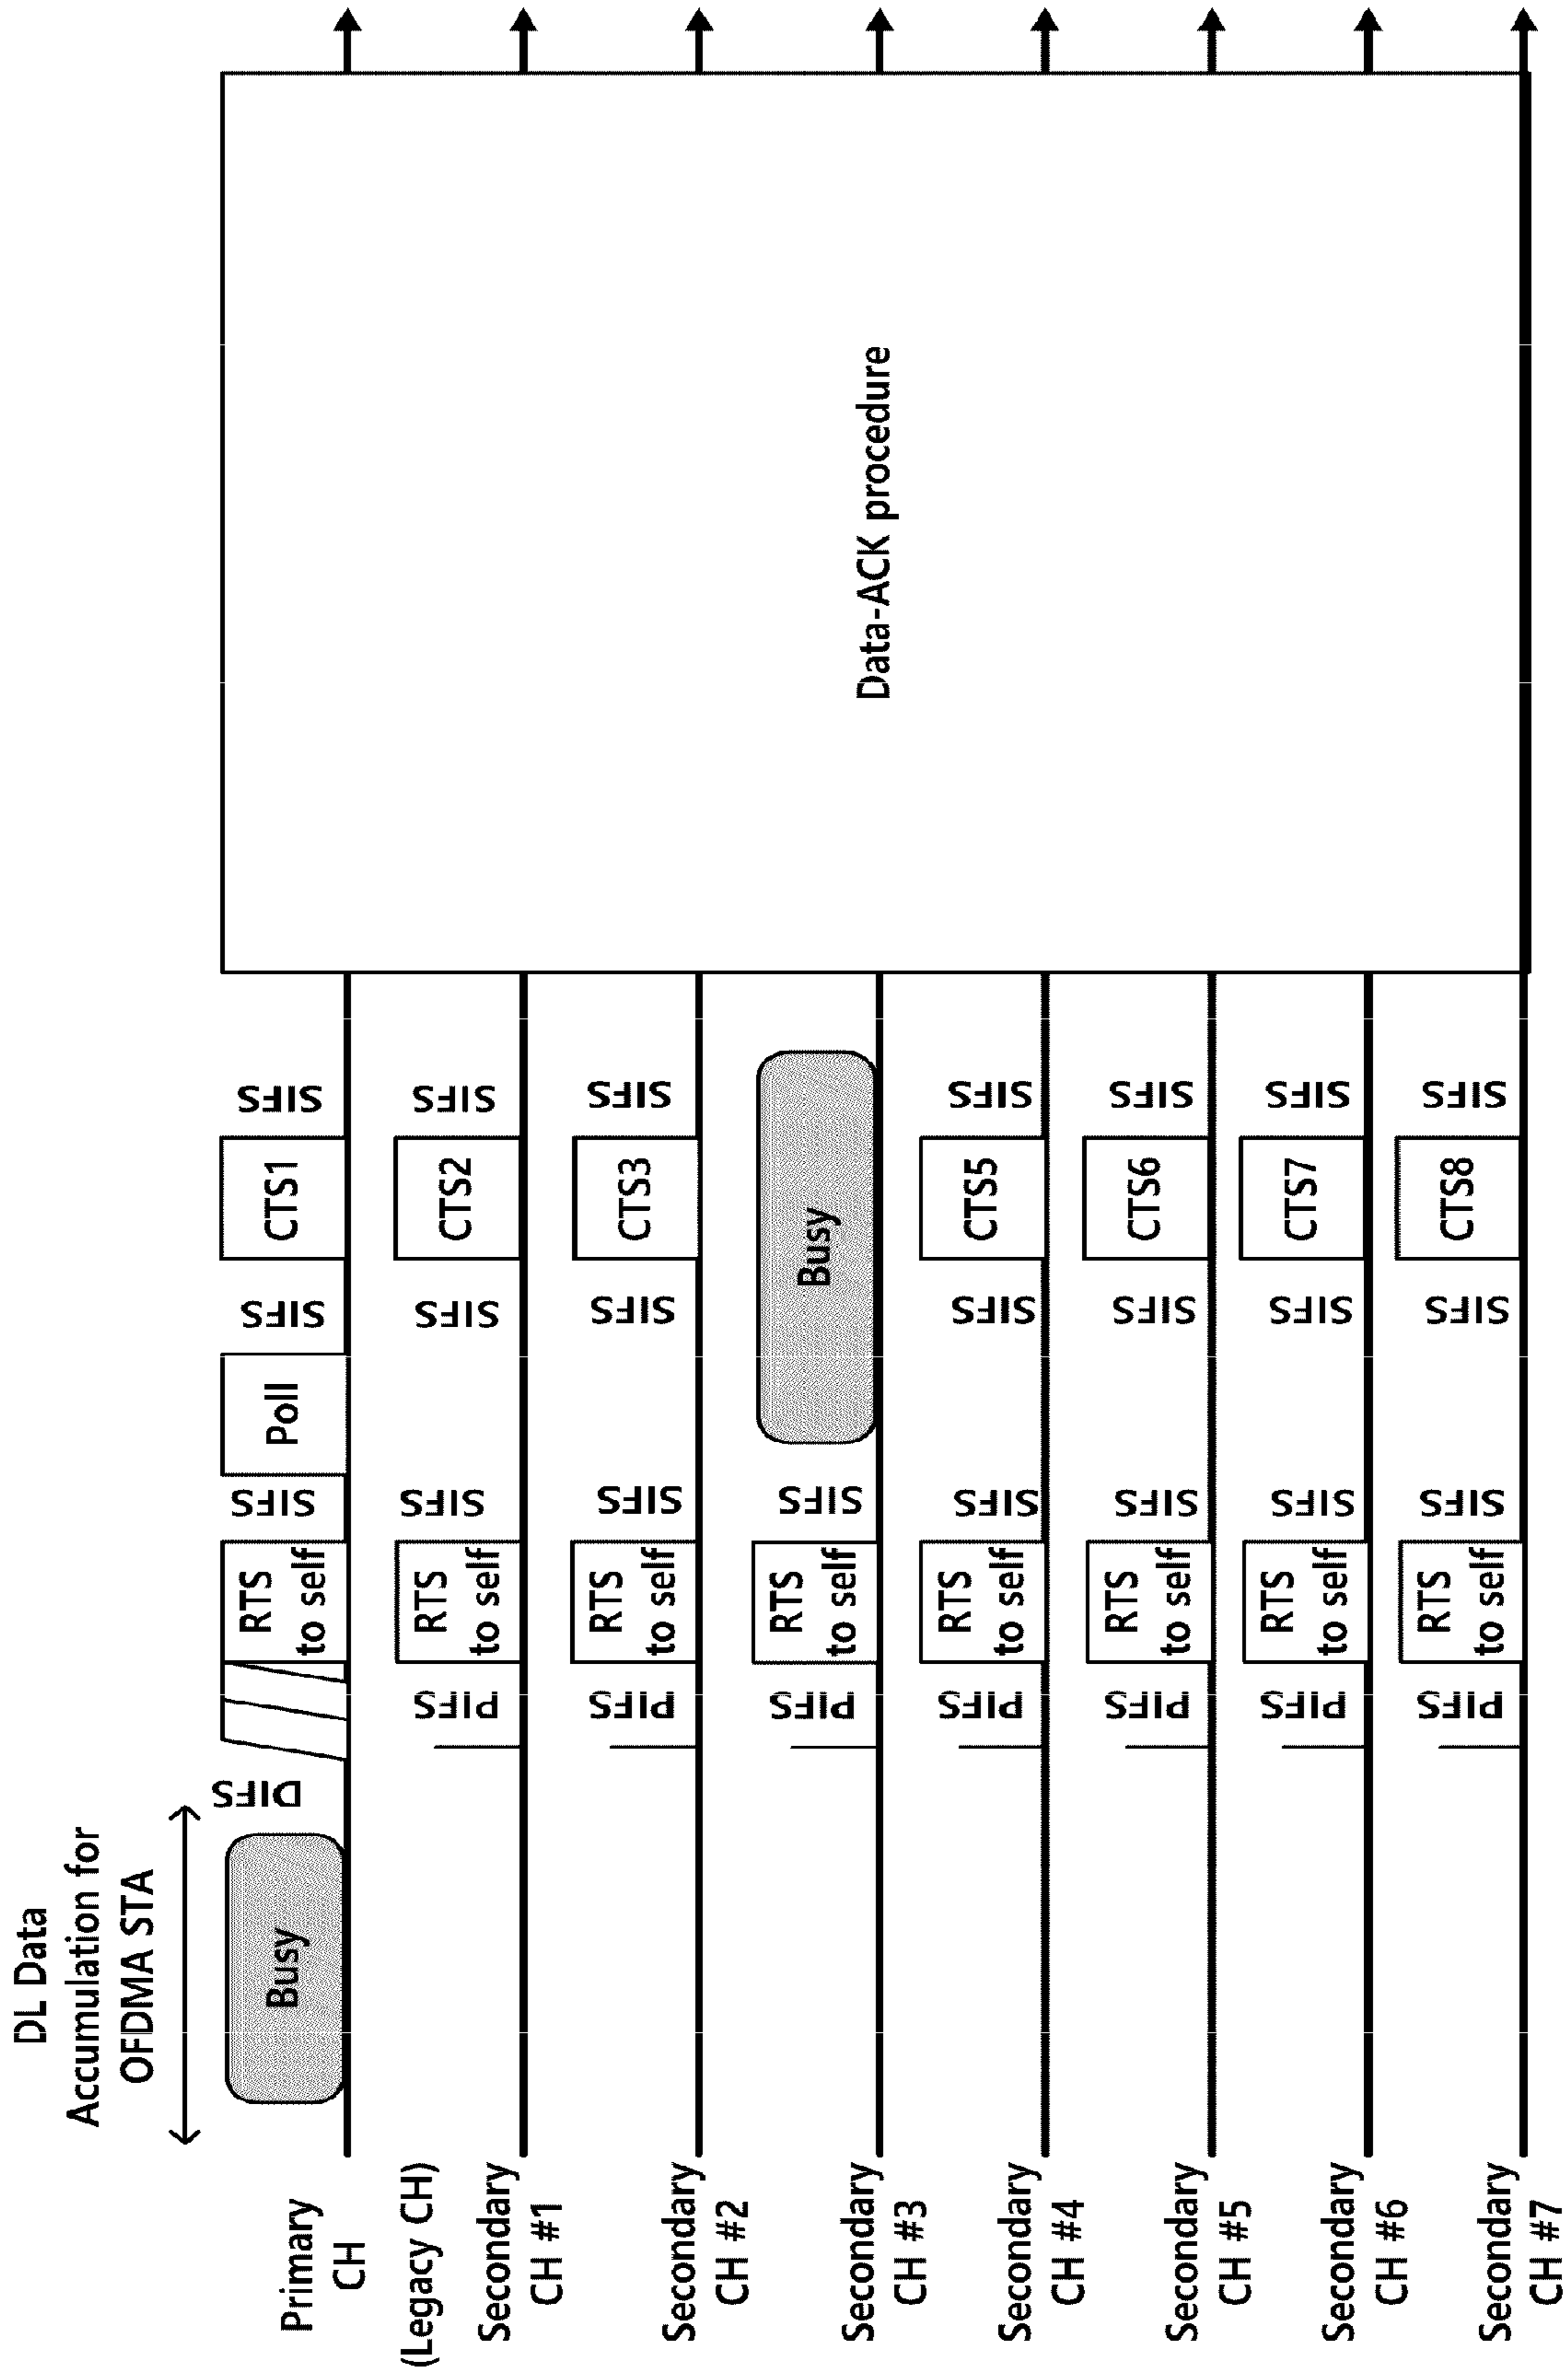 DL Data
Accumulation for
OFDMA STA
Primary
CH
(Legacy CH)
Busy
DIFS
RTS
to self
SIFS
Poll
SIFS
CTS1
SIFS
Secondary
CH #1
PIFS
RTS
to self
SIFS
SIFS
CTS2
SIFS
Secondary
CH #2
PIFS
RTS
to self
SIFS
SIFS
CTS3
SIFS
Secondary
CH #3
PIFS
RTS
to self
SIFS
Busy
Data-ACK procedure
Secondary
CH #4
PIFS
RTS
to self
SIFS
SIFS
CTS5
SIFS
Secondary
CH #5
PIFS
RTS
to self
SIFS
SIFS
CTS6
SIFS
Secondary
CH #6
PIFS
RTS
to self
SIFS
SIFS
CTS7
SIFS
Secondary
CH #7
PIFS
RTS
to self
SIFS
SIFS
CTS8
SIFS